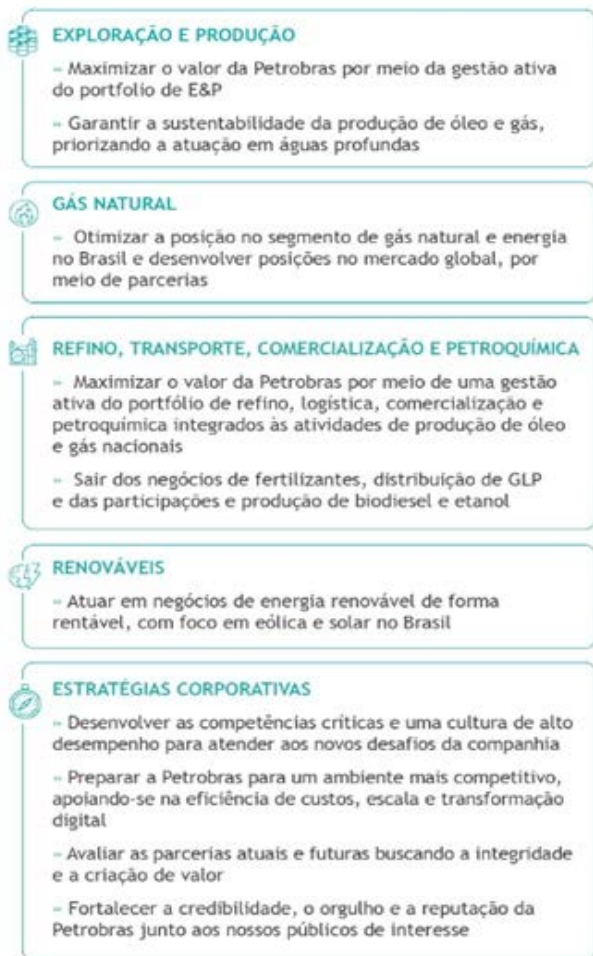 EXPLORAÇÃO E PRODUÇÃO
– Maximizar o valor da Petrobras por meio da gestão ativa
do portfolio de E&P
– Garantir a sustentabilidade da produção de óleo e gás,
priorizando a atuação em águas profundas
GÁS NATURAL
– Otimizar a posição no segmento de gás natural e energia
no Brasil e desenvolver posições no mercado global, por
meio de parcerias
REFINO, TRANSPORTE, COMERCIALIZAÇÃO E PETROQUÍMICA
– Maximizar o valor da Petrobras por meio de uma gestão
ativa do portfólio de refino, logística, comercialização e
petroquímica integrados às atividades de produção de óleo
e gás nacionais
– Sair dos negócios de fertilizantes, distribuição de GLP
e das participações e produção de biodiesel e etanol
RENOVÁVEIS
– Atuar em negócios de energia renovável de forma
rentável, com foco em eólica e solar no Brasil
ESTRATÉGIAS CORPORATIVAS
– Desenvolver as competências críticas e uma cultura de alto
desempenho para atender aos novos desafios da companhia
– Preparar a Petrobras para um ambiente mais competitivo,
apoiando-se na eficiência de custos, escala e transformação
digital
– Avaliar as parcerias atuais e futuras buscando a integridade
e a criação de valor
– Fortalecer a credibilidade, o orgulho e a reputação da
Petrobras junto aos nossos públicos de interesse